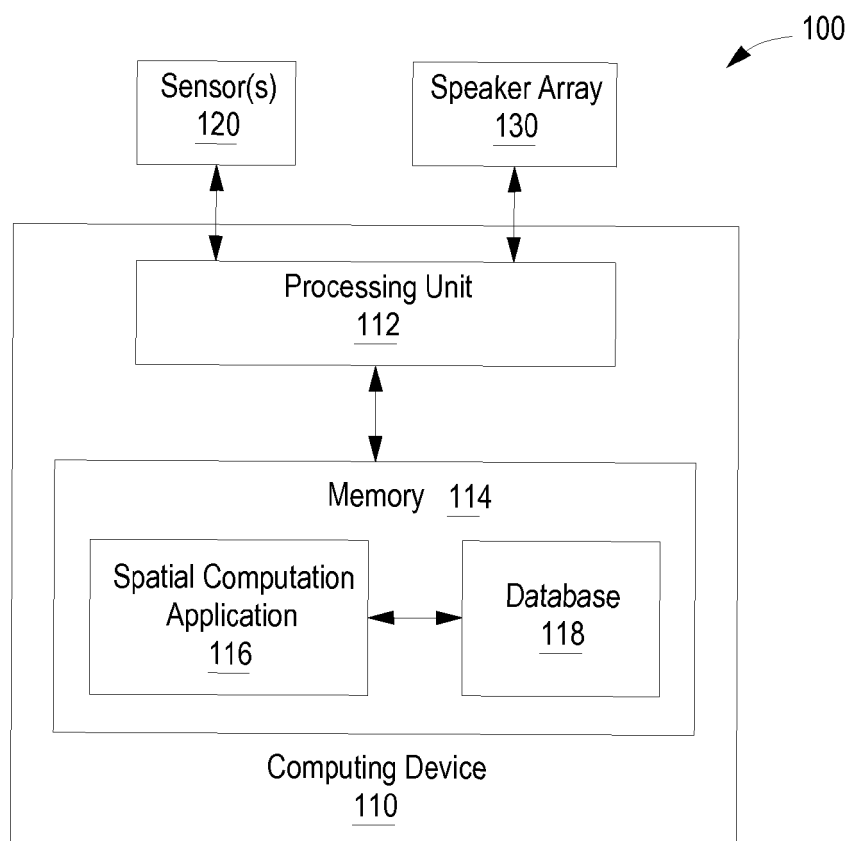 100
Sensor(s)
120
Speaker Array
130
Processing Unit
112
Memory 114
Spatial Computation
Application
116
Database
118
Computing Device
110